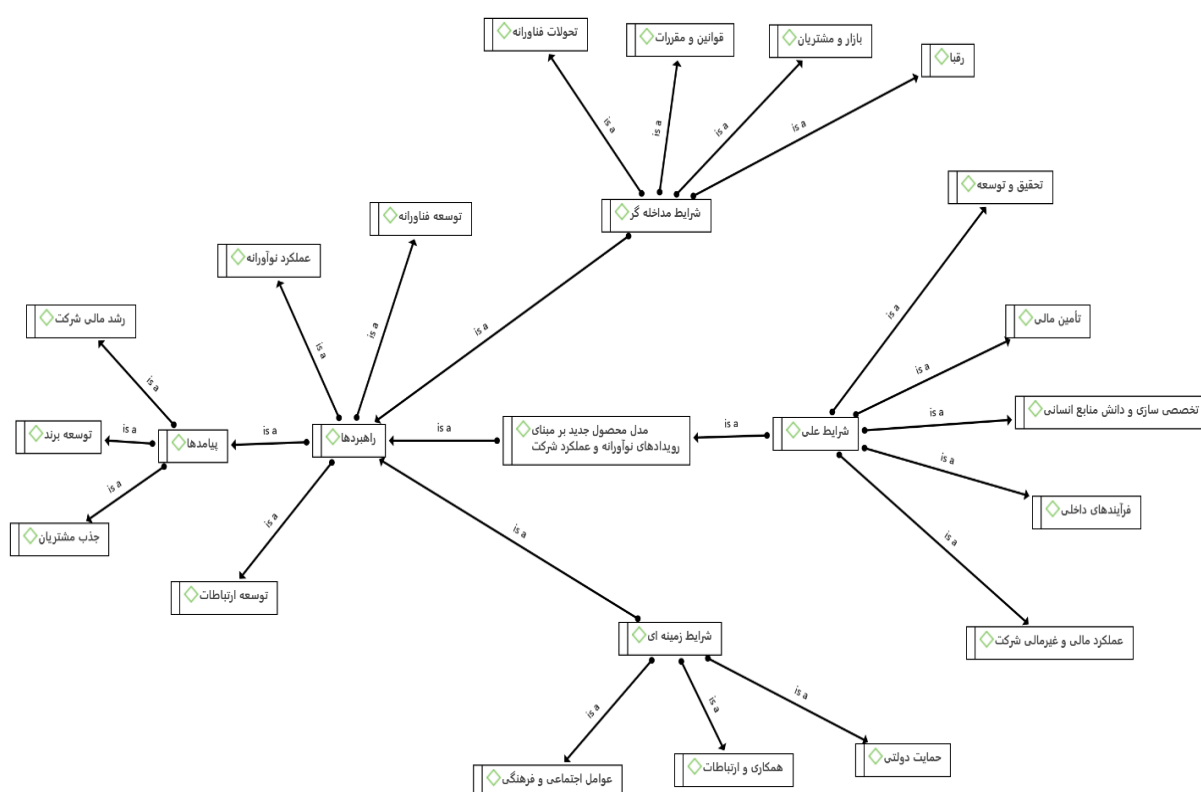 تحولات فناورانه
قوانین و مقررات
بازار و مشتریان
رقبا
is a
is a
is a
is a
تحقیق و توسعه
شرایط مداخله گر
توسعه فناورانه
عملکرد نوآورانه
is a
رشد مالی شرکت
تأمین مالی
is a
is a
is a
is a
is a
تخصصی سازی و دانش منابع انسانی
is a
توسعه برند
is a
پیامدها
is a
راهبردها
is a
مدل محصول جدید بر مبنای
رویدادهای نوآورانه و عملکرد شرکت
is a
شرایط علی
is a
is a
جذب مشتریان
فرآیندهای داخلی
is a
is a
is a
توسعه ارتباطات
شرایط زمینه ای
عملکرد مالی و غیرمالی شرکت
is a
is a
is a
حمایت دولتی
همکاری و ارتباطات
عوامل اجتماعی و فرهنگی